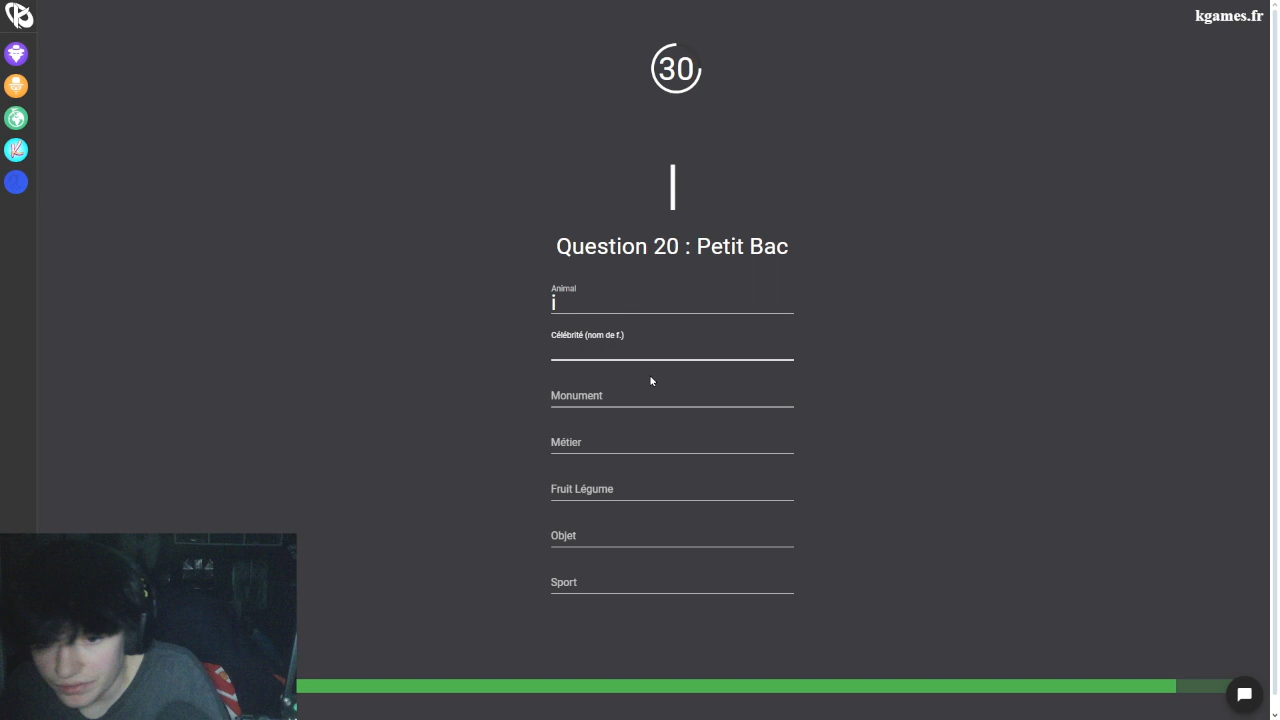 kgames.fr
30
I
Question 20 : Petit Bac
Animal
i
Célébrité (nom de f.)
Monument
Métier
Fruit Légume
Objet
Sport